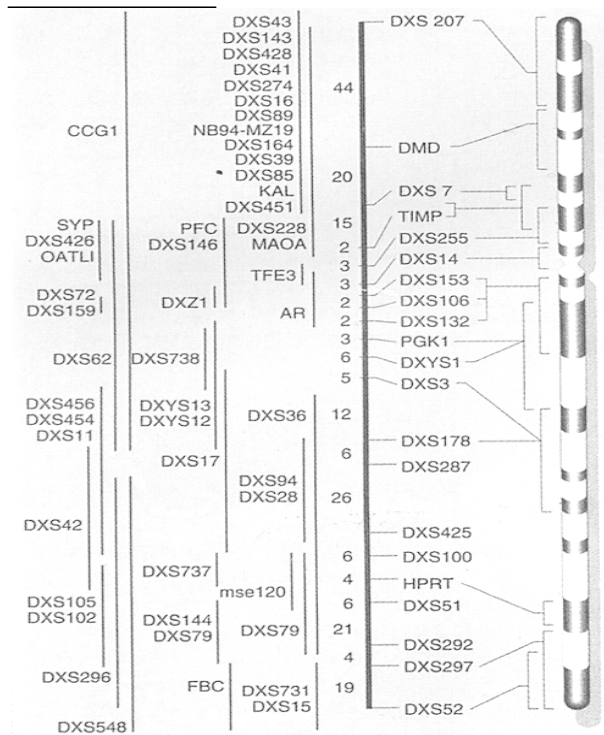 DXS43
DXS143
DXS428
DXS41
DXS274
DXS16
DXS89
NB94-MZ19
DXS164
DXS39
DXS85
KAL
DXS451
CCG1
SYP
DXS426
OATLI
PFC
DXS146
DXS228
MAOA
TFE3
DXS72
DXS159
DXZ1
AR
DXS62
DXS738
DXS456
DXS454
DXS11
DXYS13
DXYS12
DXS36
DXS17
DXS94
DXS28
DXS42
DXS737
mse120
DXS105
DXS102
DXS144
DXS79
DXS79
DXS296
FBC
DXS731
DXS15
DXS548
44
20
15
2
3
3
2
2
3
6
5
12
6
26
6
4
6
21
4
19
DXS 207
DMD
DXS 7
TIMP
DXS255
DXS14
DXS153
DXS106
DXS132
PGK1
DXYS1
DXS3
DXS178
DXS287
DXS425
DXS100
HPRT
DXS51
DXS292
DXS297
DXS52